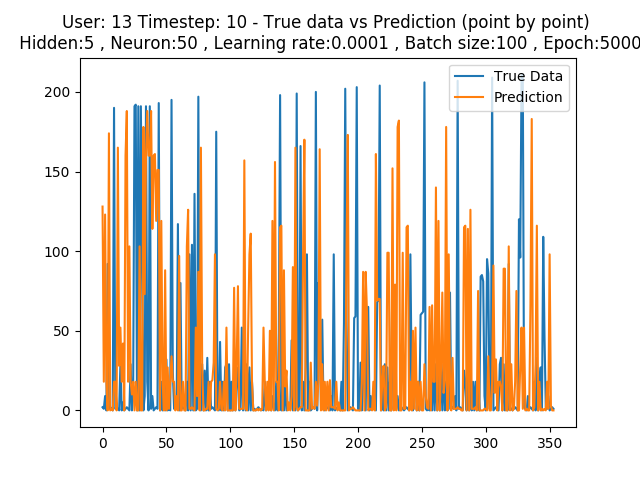 User: 13 Timestep: 10 - True data vs Prediction (point by point)
Hidden:5 , Neuron:50 , Learning rate:0.0001 , Batch size:100 , Epoch:5000
True Data
Prediction
200
150
100
50
0
0 50 100 150 200 250 300 350